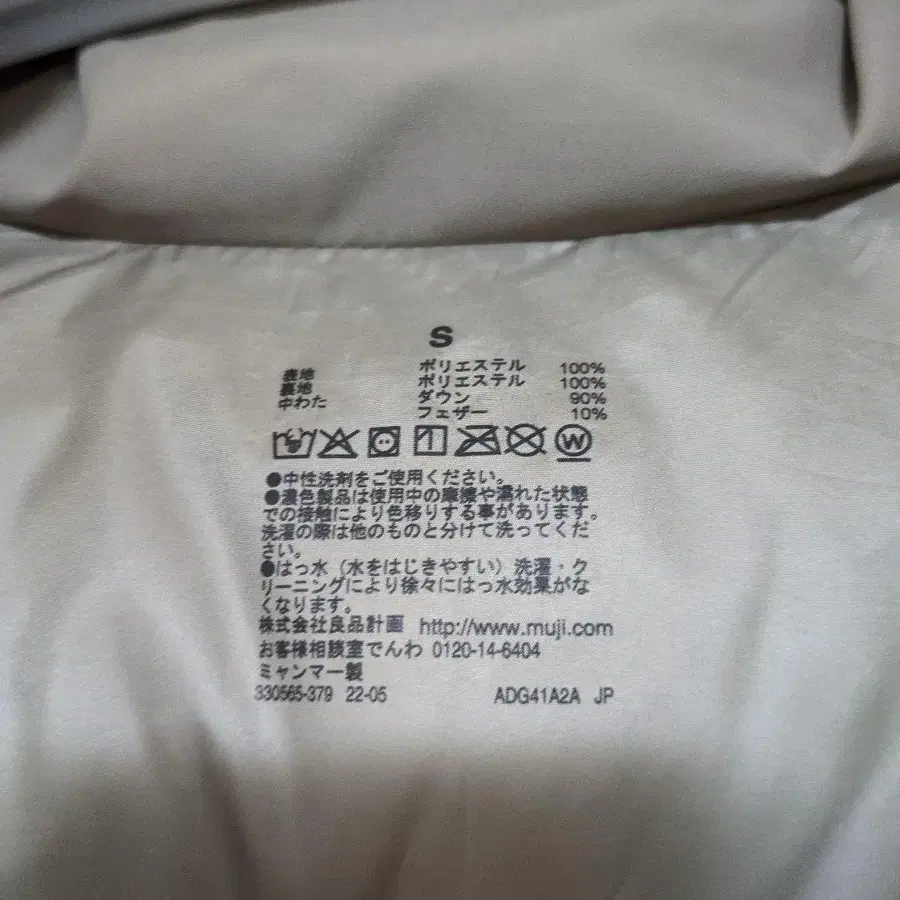 S
表地 ポリエステル 100%
裏地 ポリエステル 100%
中わた ダウン 90%
フェザー 10%
W
●中性洗剤をご使用ください。
●濃色製品は使用中の摩擦や濡れた状態
での接触により色移りする事があります。
洗濯の際は他のものと分けて洗ってくだ
さい。
●はっ水（水をはじきやすい）洗濯・ク
リーニングにより徐々にはっ水効果がな
くなります。
株式会社良品計画 http://www.muji.com
お客様相談室でんわ 0120-14-6404
ミャンマー製
330565-379 22-05 ADG41A2A JP